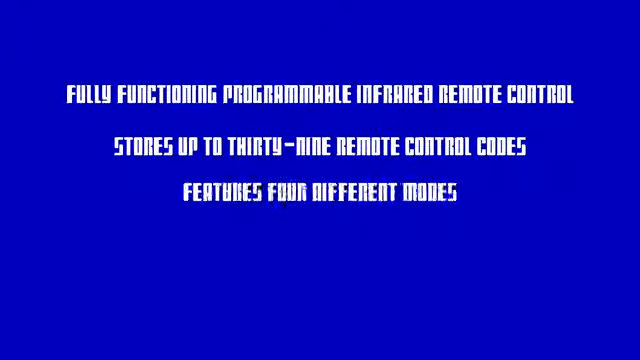 FULLY FUNCTIONING PROGRAMMABLE INFRARED REMOTE CONTROL
STORES UP TO THIRTY-NINE REMOTE CONTROL CODES
FEATURES FOUR DIFFERENT MODES